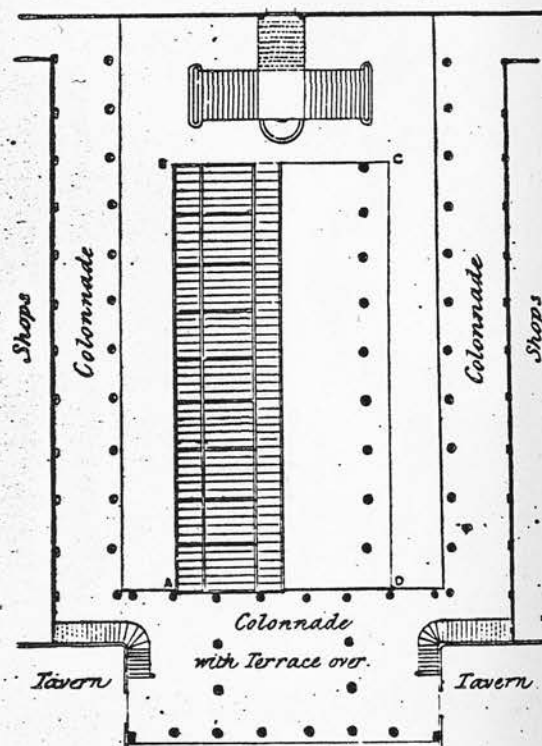 B
C
Shops
Colonnade
Colonnade
Shops
A
D
Colonnade
with Terrace over.
Tavern
Tavern